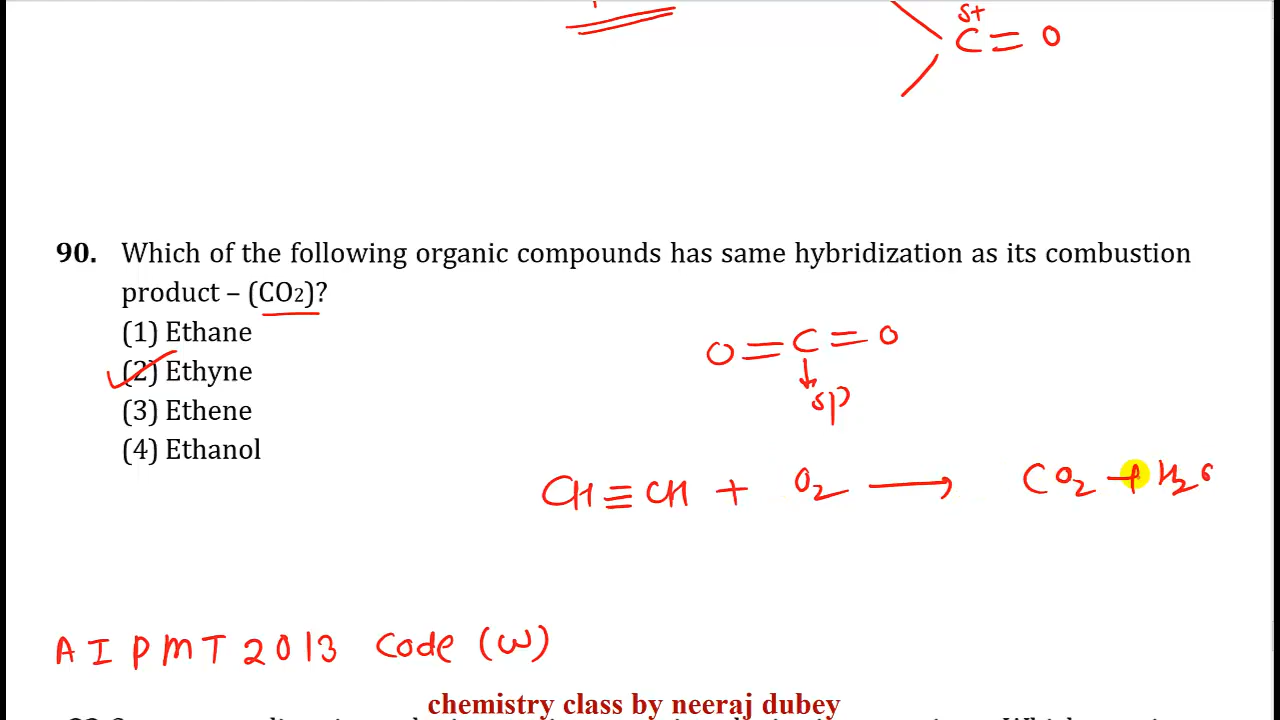 δ+
C = O
90. Which of the following organic compounds has same hybridization as its combustion
product – (CO2)?
(1) Ethane
(2) Ethyne
(3) Ethene
(4) Ethanol
O = C = O
sp
CH ≡ CH + O2 → CO2 + H2O
AIPMT 2013 Code (W)
chemistry class by neeraj dubey